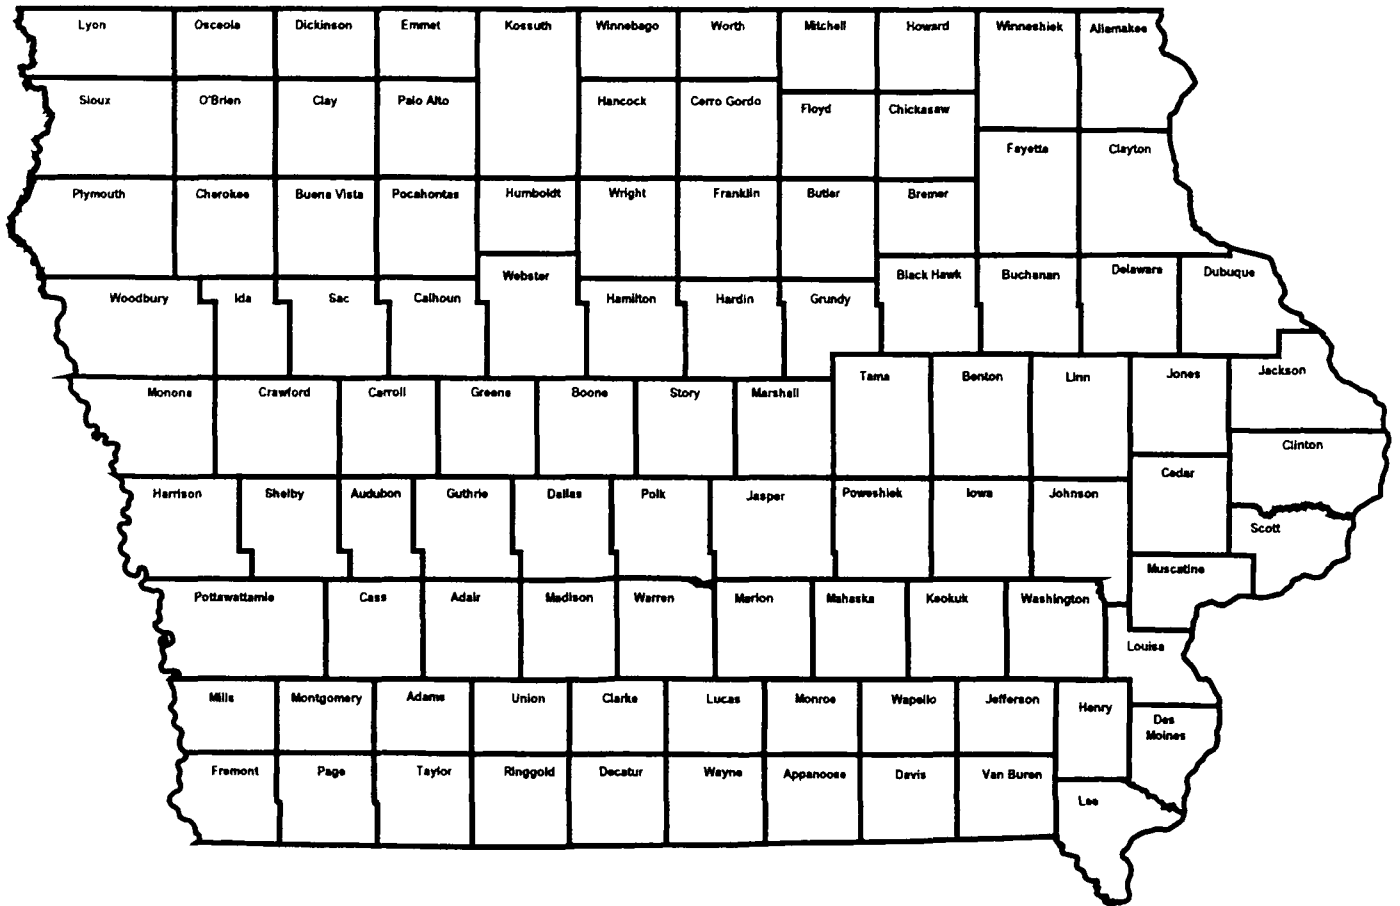 Lyon
Osceola
Dickinson
Emmet
Kossuth
Winnebago
Worth
Mitchell
Howard
Winneshiek
Allamakee
Sioux
O'Brien
Clay
Palo Alto
Hancock
Cerro Gordo
Floyd
Chickasaw
Fayette
Clayton
Plymouth
Cherokee
Buena Vista
Pocahontas
Humboldt
Wright
Franklin
Butler
Bremer
Woodbury
Ida
Sac
Calhoun
Webster
Hamilton
Hardin
Grundy
Black Hawk
Buchanan
Delaware
Dubuque
Monona
Crawford
Carroll
Greene
Boone
Story
Marshall
Tama
Benton
Linn
Jones
Jackson
Clinton
Cedar
Harrison
Shelby
Audubon
Guthrie
Dallas
Polk
Jasper
Poweshiek
Iowa
Johnson
Scott
Muscatine
Pottawattamie
Cass
Adair
Madison
Warren
Marion
Mahaska
Keokuk
Washington
Louisa
Mills
Montgomery
Adams
Union
Clarke
Lucas
Monroe
Wapello
Jefferson
Henry
Des
Moines
Fremont
Page
Taylor
Ringgold
Decatur
Wayne
Appanoose
Davis
Van Buren
Lee